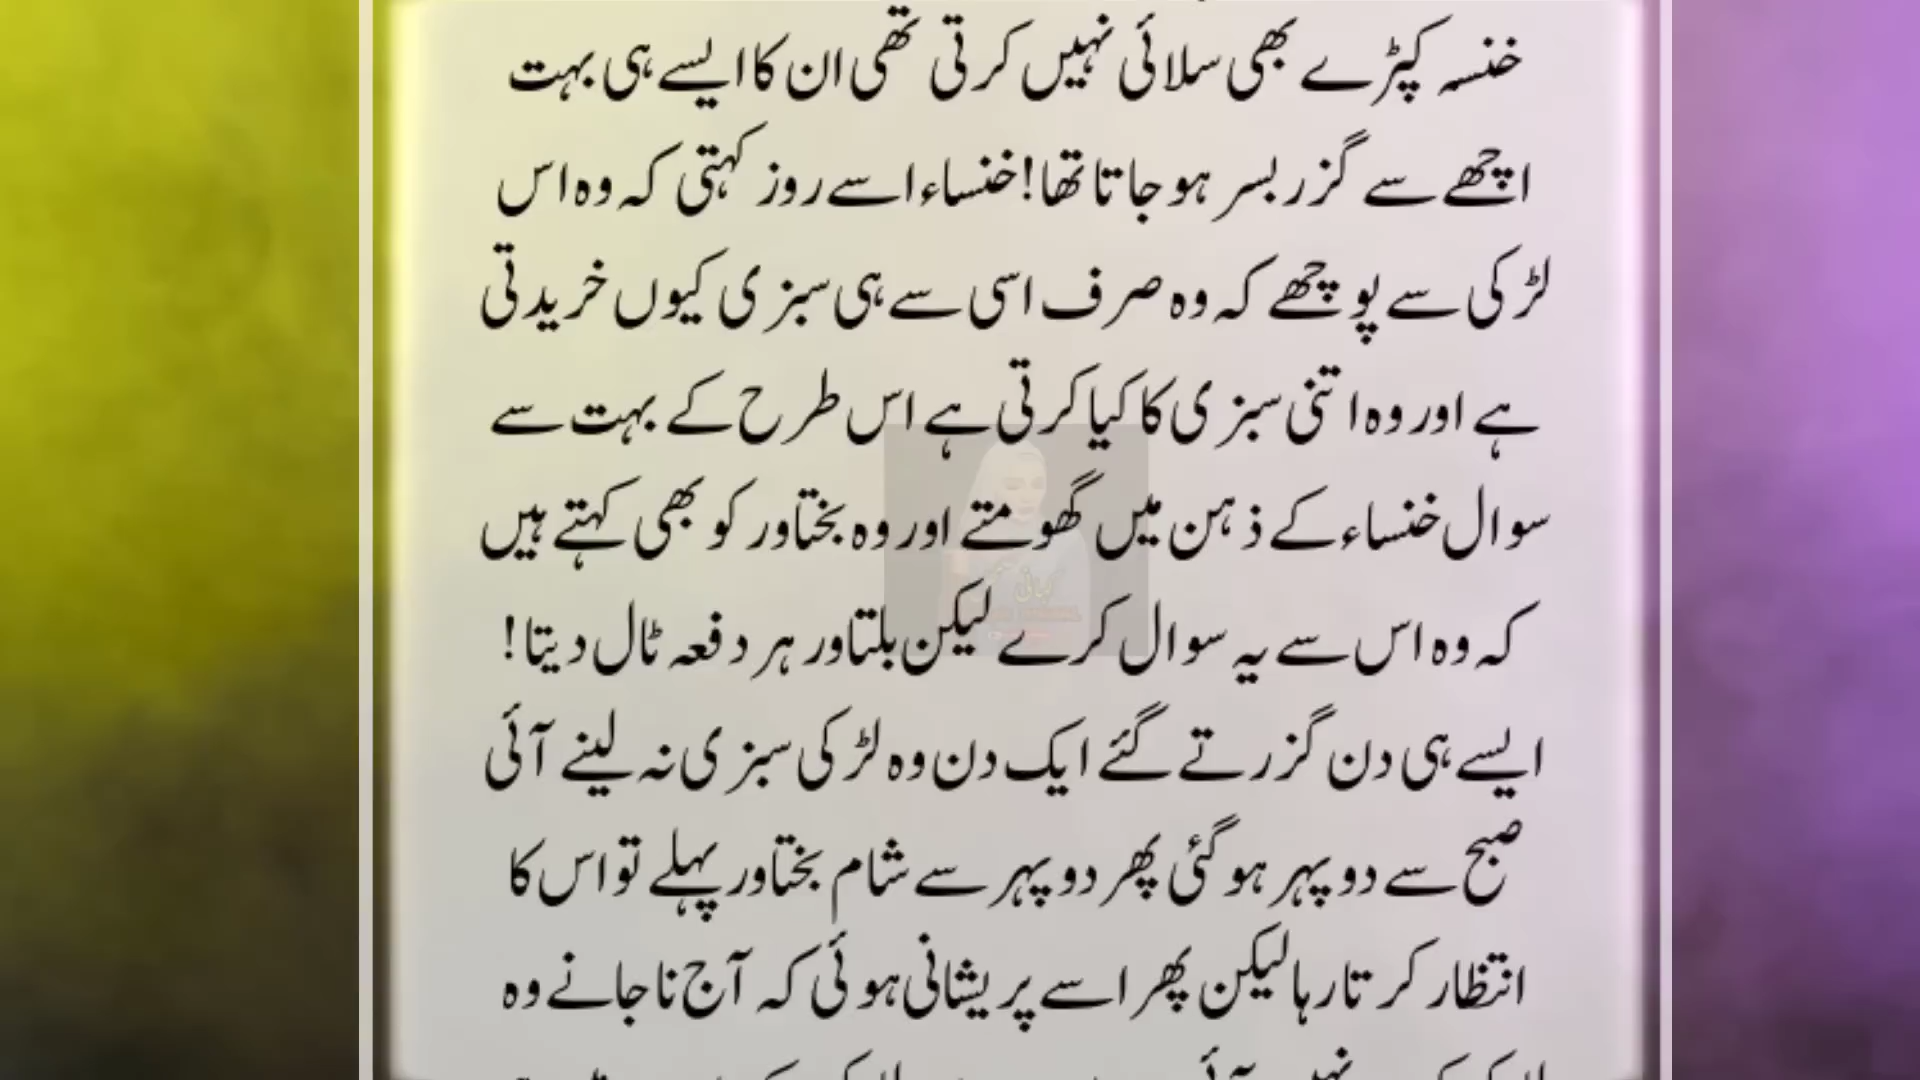 خنسہ کپڑے بھی سلائی نہیں کرتی تھی ان کا ایسے ہی بہت
اچھے سے گزر بسر ہو جاتا تھا! خنساء اسے روز کہتی کہ وہ اس
لڑکی سے پوچھے کہ وہ صرف اسی سے ہی سبزی کیوں خریدتی
ہے اور وہ اتنی سبزی کا کیا کرتی ہے اس طرح کے بہت سے
سوال خنساء کے ذہن میں گھومتے اور وہ بختاور کو بھی کہتے ہیں
کہ وہ اس سے یہ سوال کرے لیکن بلتاور ہر دفعہ ٹال دیتا!
ایسے ہی دن گزرتے گئے ایک دن وہ لڑکی سبزی نہ لینے آئی
صبح سے دوپہر ہو گئی پھر دوپہر سے شام بختاور پہلے تو اس کا
انتظار کرتا رہا لیکن پھر اسے پریشانی ہوئی کہ آج نا جانے وہ